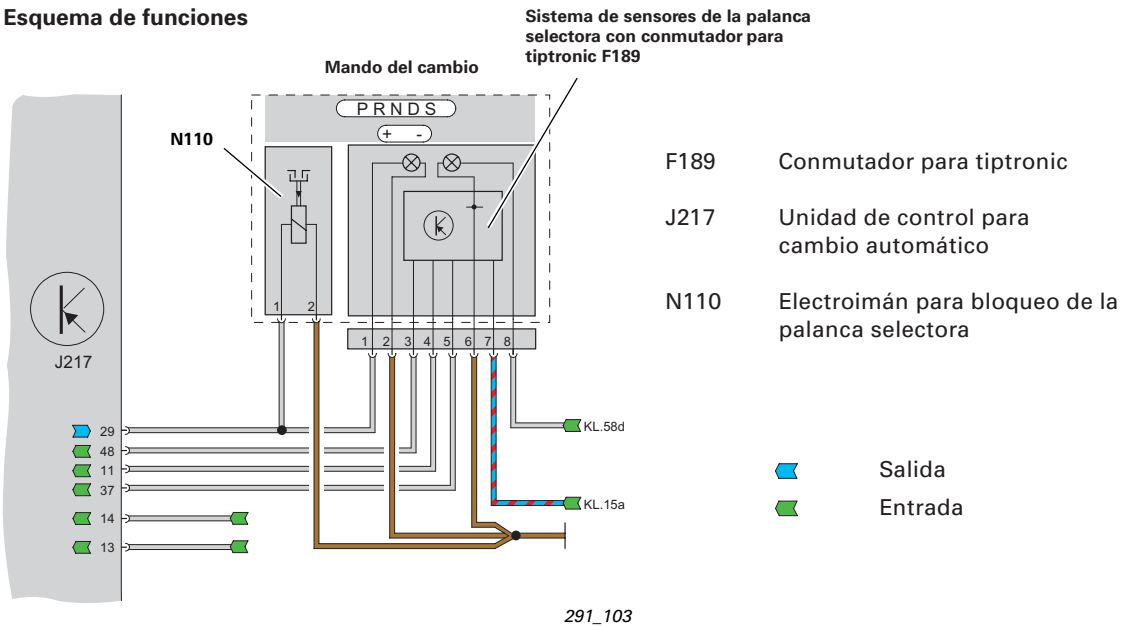 Esquema de funciones
Sistema de sensores de la palanca
selectora con conmutador para
tiptronic F189
Mando del cambio
P R N D S
+ -
N110
1 2
J217
1 2 3 4 5 6 7 8
29
48
11
37
14
13
KL.58d
KL.15a
F189 Conmutador para tiptronic
J217 Unidad de control para
cambio automático
N110 Electroimán para bloqueo de la
palanca selectora
Salida
Entrada
291_103